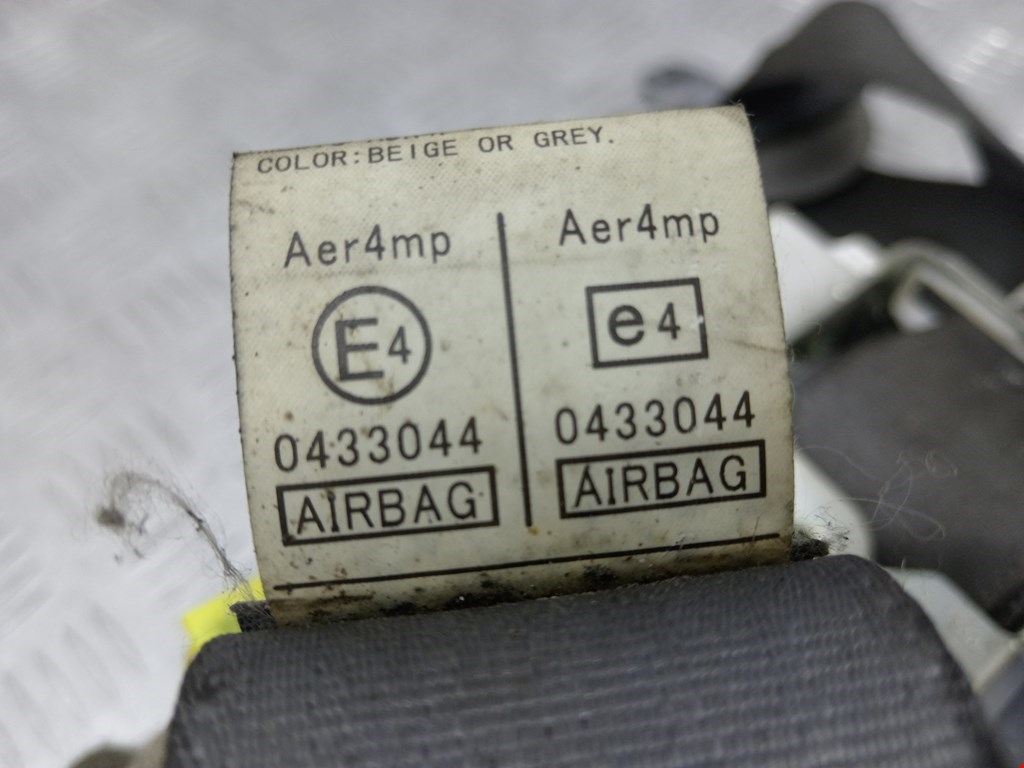 COLOR:BEIGE OR GREY.
Aer4mp
E4
0433044
AIRBAG
Aer4mp
e4
0433044
AIRBAG